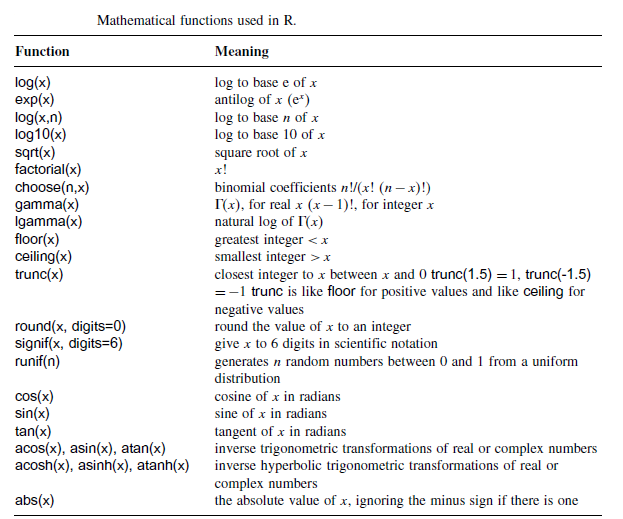 Mathematical functions used in R.
Function Meaning
log(x) log to base e of x
exp(x) antilog of x (eˣ)
log(x,n) log to base n of x
log10(x) log to base 10 of x
sqrt(x) square root of x
factorial(x) x!
choose(n,x) binomial coefficients n!/(x! (n − x)!)
gamma(x) Γ(x), for real x (x − 1)!, for integer x
lgamma(x) natural log of Γ(x)
floor(x) greatest integer < x
ceiling(x) smallest integer > x
trunc(x) closest integer to x between x and 0 trunc(1.5) = 1, trunc(-1.5)
= −1 trunc is like floor for positive values and like ceiling for
negative values
round(x, digits=0) round the value of x to an integer
signif(x, digits=6) give x to 6 digits in scientific notation
runif(n) generates n random numbers between 0 and 1 from a uniform
distribution
cos(x) cosine of x in radians
sin(x) sine of x in radians
tan(x) tangent of x in radians
acos(x), asin(x), atan(x) inverse trigonometric transformations of real or complex numbers
acosh(x), asinh(x), atanh(x) inverse hyperbolic trigonometric transformations of real or
complex numbers
abs(x) the absolute value of x, ignoring the minus sign if there is one